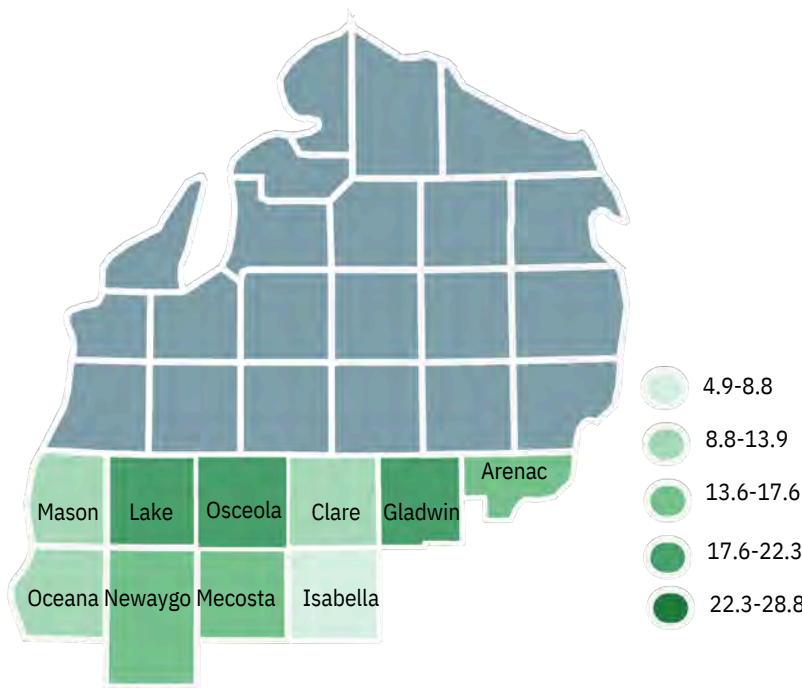 4.9-8.8
8.8-13.9
13.6-17.6
17.6-22.3
22.3-28.8
Mason Lake Osceola Clare Gladwin Arenac
Oceana Newaygo Mecosta Isabella